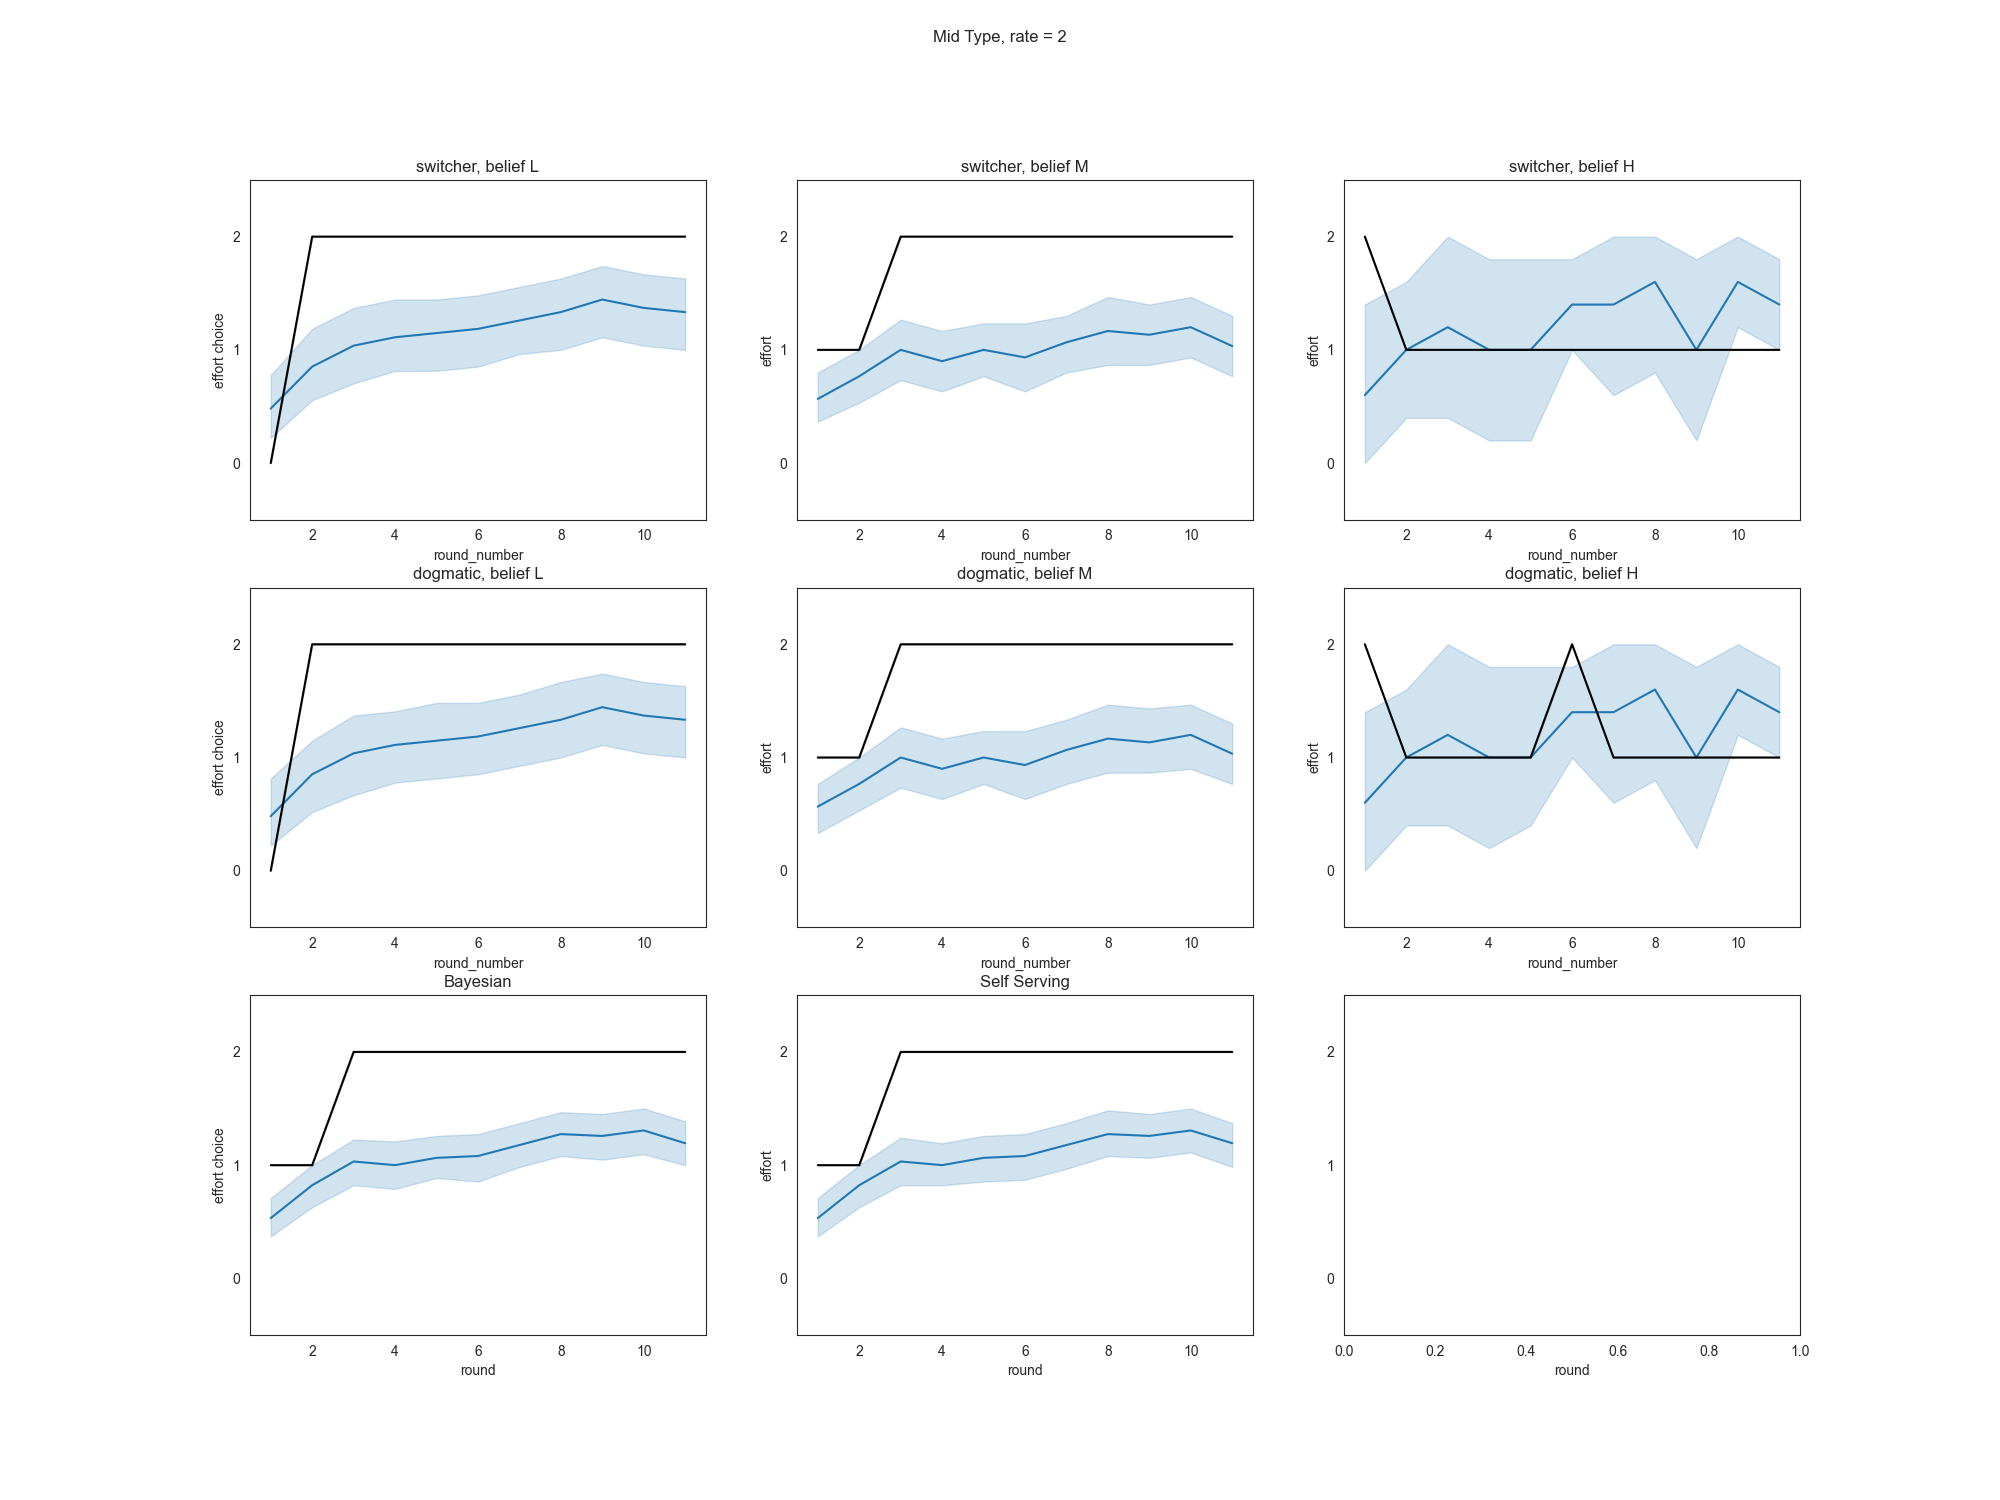 Mid Type, rate = 2
switcher, belief L
switcher, belief M
switcher, belief H
effort choice
2
1
0
2 4 6 8 10
round_number
effort
2
1
0
2 4 6 8 10
round_number
effort
2
1
0
2 4 6 8 10
round_number
dogmatic, belief L
dogmatic, belief M
dogmatic, belief H
effort choice
2
1
0
2 4 6 8 10
round_number
effort
2
1
0
2 4 6 8 10
round_number
effort
2
1
0
2 4 6 8 10
round_number
Bayesian
Self Serving
effort choice
2
1
0
2 4 6 8 10
round
effort
2
1
0
2 4 6 8 10
round
2
1
0
0.0 0.2 0.4 0.6 0.8 1.0
round